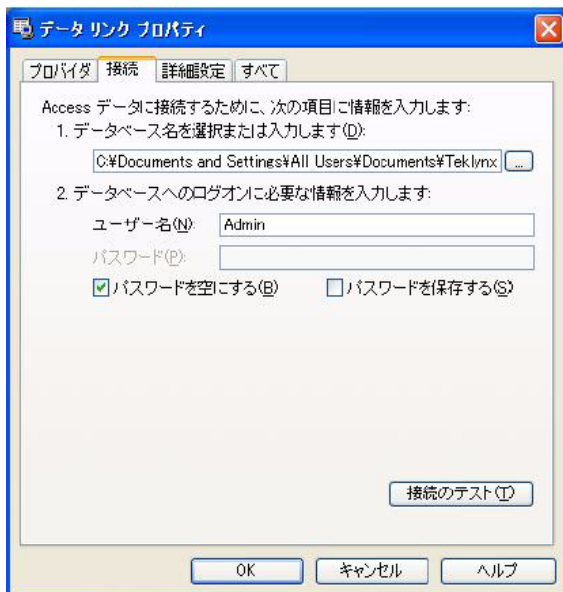 データ リンク プロパティ
プロバイダ 接続 詳細設定 すべて
Access データに接続するために、次の項目に情報を入力します:
1. データベース名を選択または入力します(D):
C:¥Documents and Settings¥All Users¥Documents¥Teklynx ...
2. データベースへのログオンに必要な情報を入力します:
ユーザー名(N): Admin
パスワード(P):
パスワードを空にする(B) パスワードを保存する(S)
接続のテスト(T)
OK キャンセル ヘルプ